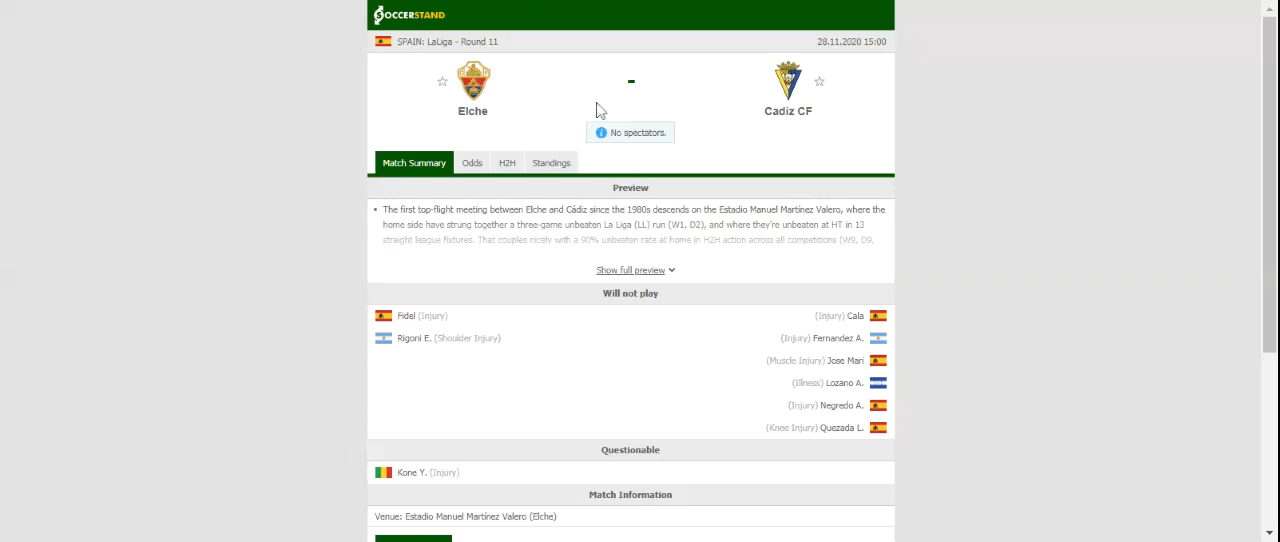 SOCCERSTAND
SPAIN: LaLiga - Round 11 28.11.2020 15:00
-
Elche Cadiz CF
No spectators.
Match Summary Odds H2H Standings
Preview
• The first top-flight meeting between Elche and Cádiz since the 1980s descends on the Estadio Manuel Martínez Valero, where the
home side have strung together a three-game unbeaten La Liga (LL) run (W1, D2), and where they're unbeaten at HT in 13
straight league fixtures. That couples nicely with a 90% unbeaten rate at home in H2H action across all competitions (W9, D9,
Show full preview
Will not play
Fidel (Injury) (Injury) Cala
Rigoni E. (Shoulder Injury) (Injury) Fernandez A.
(Muscle Injury) Jose Mari
(Illness) Lozano A.
(Injury) Negredo A.
(Knee Injury) Quezada L.
Questionable
Kone Y. (Injury)
Match Information
Venue: Estadio Manuel Martínez Valero (Elche)